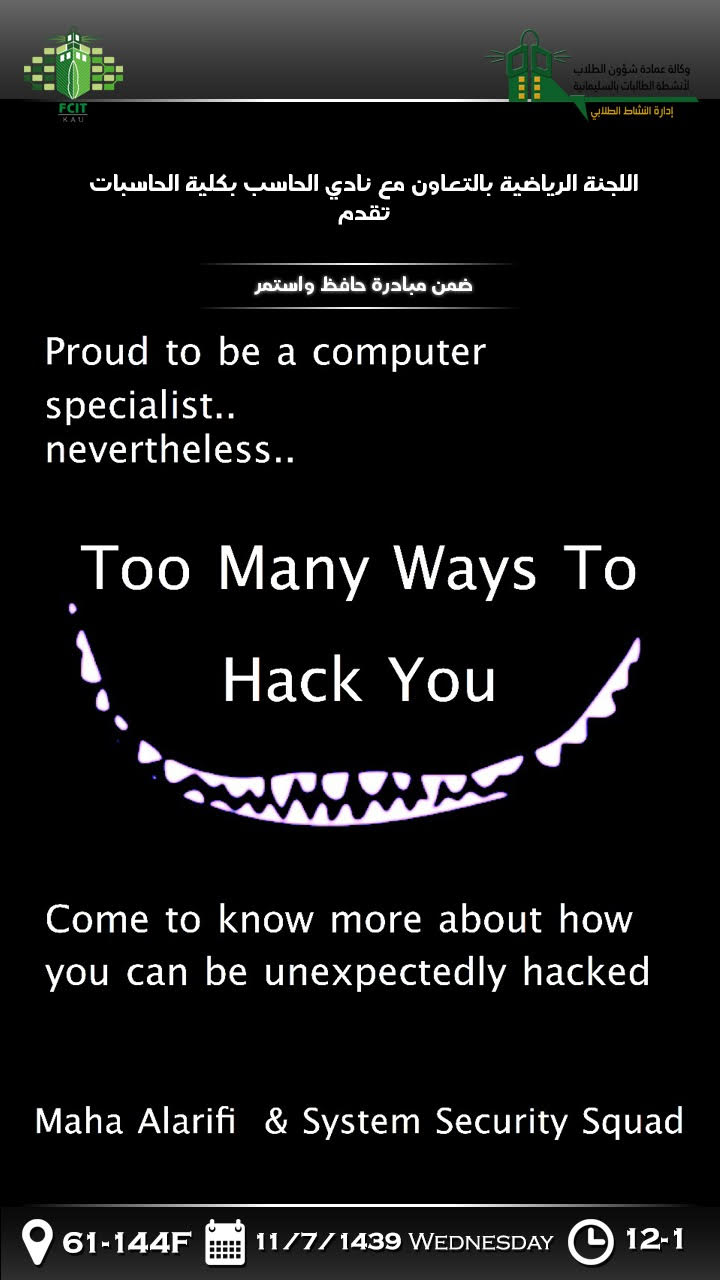 FCIT
KAU
وكالة عمادة شؤون الطلاب
لأنشطة الطالبات بالسليمانية
إدارة النشاط الطلابي
اللجنة الرياضية بالتعاون مع نادي الحاسب بكلية الحاسبات
تقدم
ضمن مبادرة حافظ واستمر
Proud to be a computer
specialist..
nevertheless..
Too Many Ways To
Hack You
Come to know more about how
you can be unexpectedly hacked
Maha Alarifi & System Security Squad
61-144F 11/7/1439 WEDNESDAY 12-1